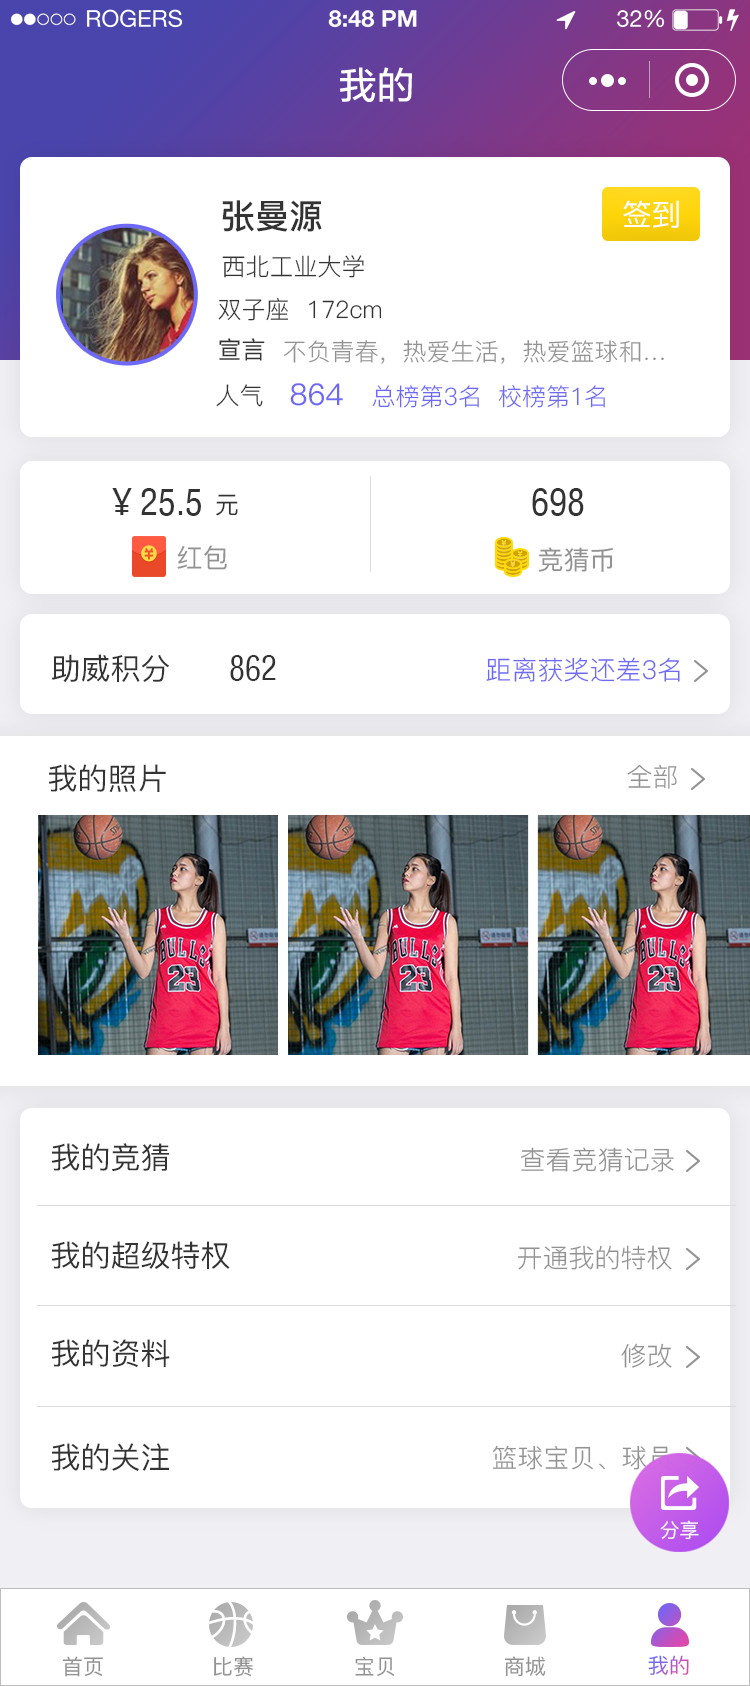 ROGERS 8:48 PM 32%
我的
张曼源 签到
西北工业大学
双子座 172cm
宣言 不负青春，热爱生活，热爱篮球和...
人气 864 总榜第3名 校榜第1名
¥ 25.5 元 698
红包 竞猜币
助威积分 862 距离获奖还差3名
我的照片 全部
BULLS 23 BULLS 23 BULLS 23
我的竞猜 查看竞猜记录
我的超级特权 开通我的特权
我的资料 修改
我的关注 篮球宝贝、球员
分享
首页 比赛 宝贝 商城 我的